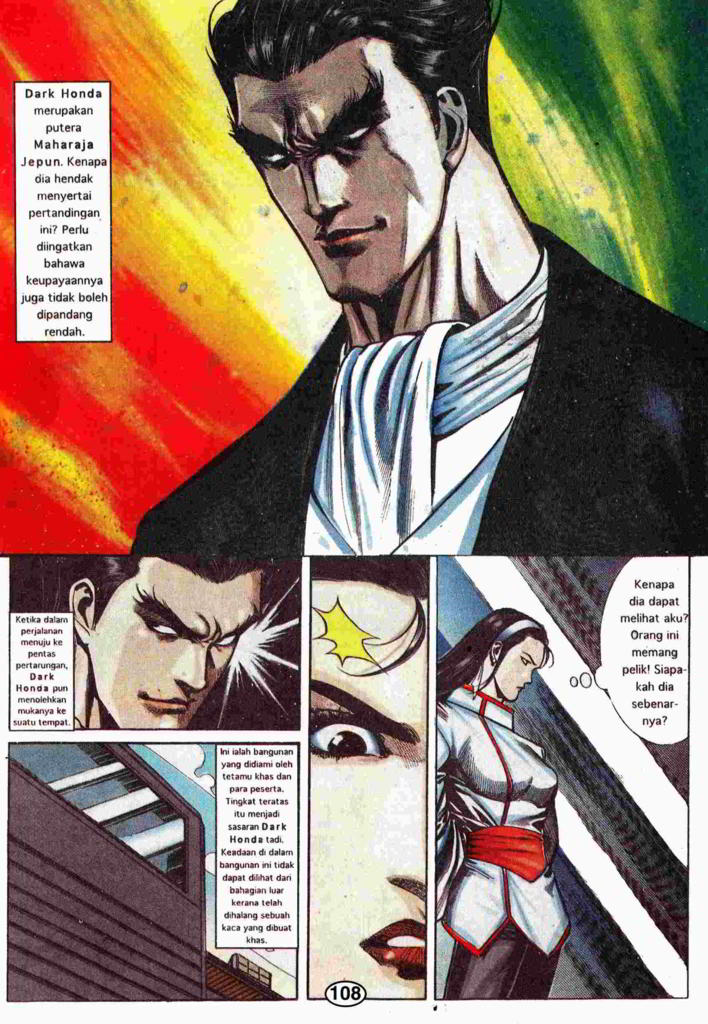 Dark Honda
merupakan
putera
Maharaja
Jepun. Kenapa
dia hendak
menyertai
pertandingan
ini? Perlu
diingatkan
bahawa
keupayaannya
juga tidak boleh
dipandang
rendah.
Ketika dalam
perjalanan
menuju ke
pentas
pertarungan,
Dark
Honda pun
menolehkan
mukanya ke
suatu tempat.
Kenapa
dia dapat
melihat aku?
Orang ini
memang
pelik! Siapa-
kah dia
sebenar-
nya?
Ini ialah bangunan
yang didiami oleh
tetamu khas dan
para peserta.
Tingkat teratas
itu menjadi
sasaran Dark
Honda tadi.
Keadaan di dalam
bangunan ini tidak
dapat dilihat dari
bahagian luar
kerana telah
dihalang sebuah
kaca yang dibuat
khas.
108